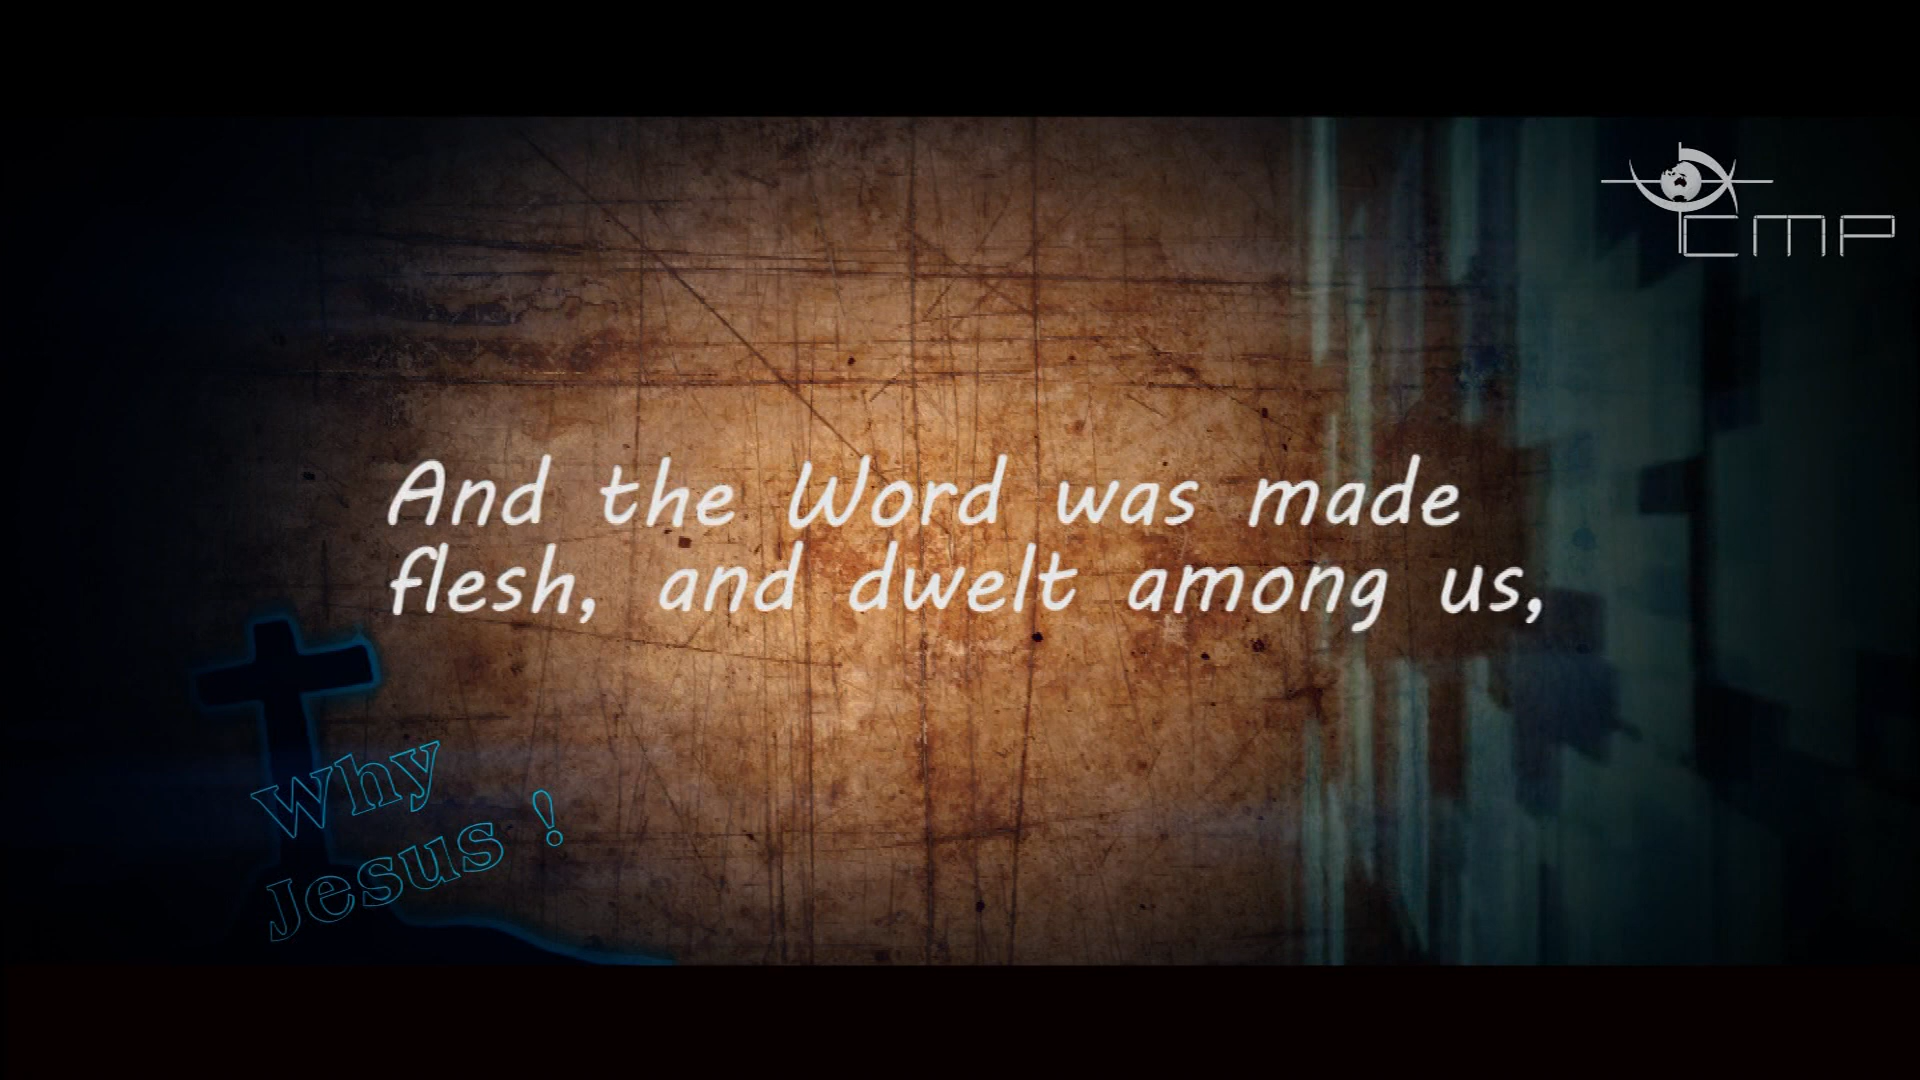 CMP
And the Word was made
flesh, and dwelt among us,
Why
Jesus !